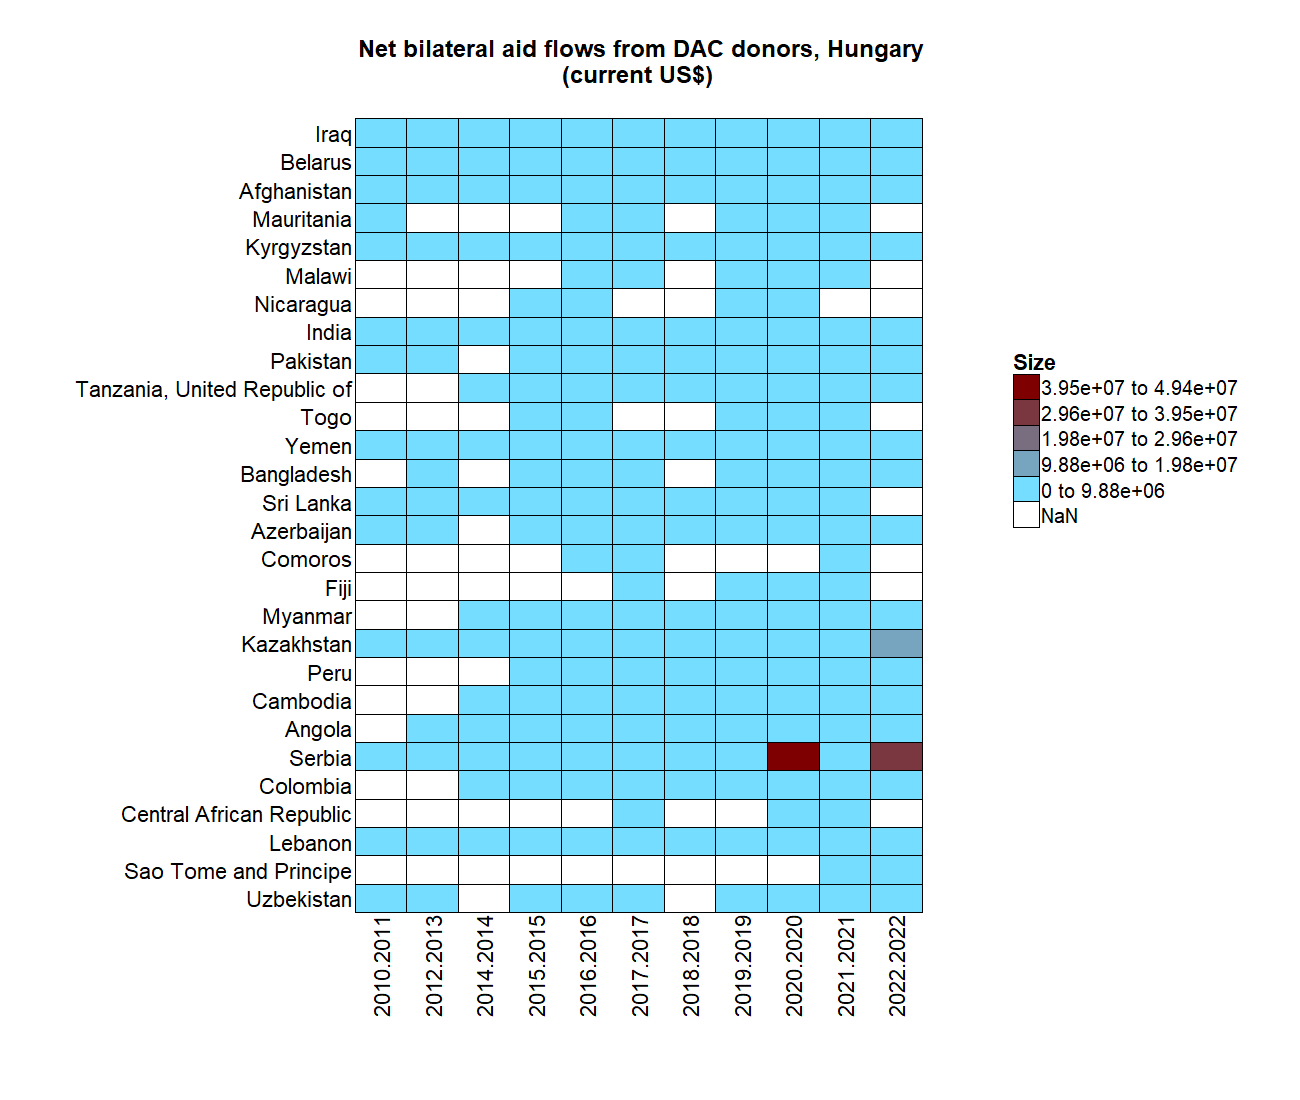 Net bilateral aid flows from DAC donors, Hungary
(current US$)
Iraq
Belarus
Afghanistan
Mauritania
Kyrgyzstan
Malawi
Nicaragua
India
Pakistan
Tanzania, United Republic of
Togo
Yemen
Bangladesh
Sri Lanka
Azerbaijan
Comoros
Fiji
Myanmar
Kazakhstan
Peru
Cambodia
Angola
Serbia
Colombia
Central African Republic
Lebanon
Sao Tome and Principe
Uzbekistan
2010.2011
2012.2013
2014.2014
2015.2015
2016.2016
2017.2017
2018.2018
2019.2019
2020.2020
2021.2021
2022.2022
Size
3.95e+07 to 4.94e+07
2.96e+07 to 3.95e+07
1.98e+07 to 2.96e+07
9.88e+06 to 1.98e+07
0 to 9.88e+06
NaN